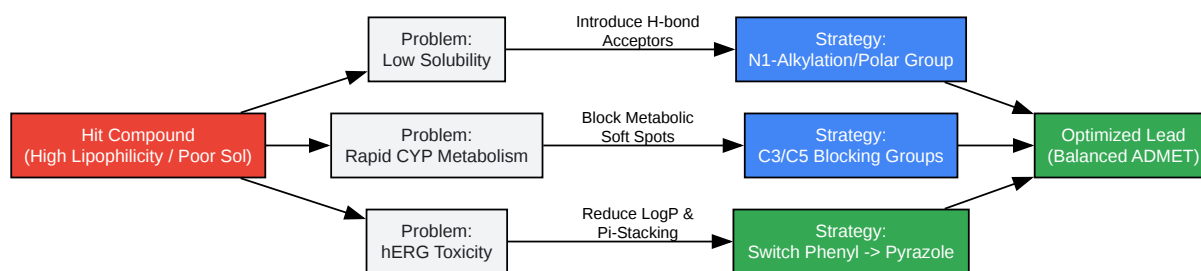 Problem:
Low Solubility
Introduce H-bond
Acceptors
Strategy:
N1-Alkylation/Polar Group
Hit Compound
(High Lipophilicity / Poor Sol)
Problem:
Rapid CYP Metabolism
Block Metabolic
Soft Spots
Strategy:
C3/C5 Blocking Groups
Optimized Lead
(Balanced ADMET)
Problem:
hERG Toxicity
Reduce LogP &
Pi-Stacking
Strategy:
Switch Phenyl -> Pyrazole